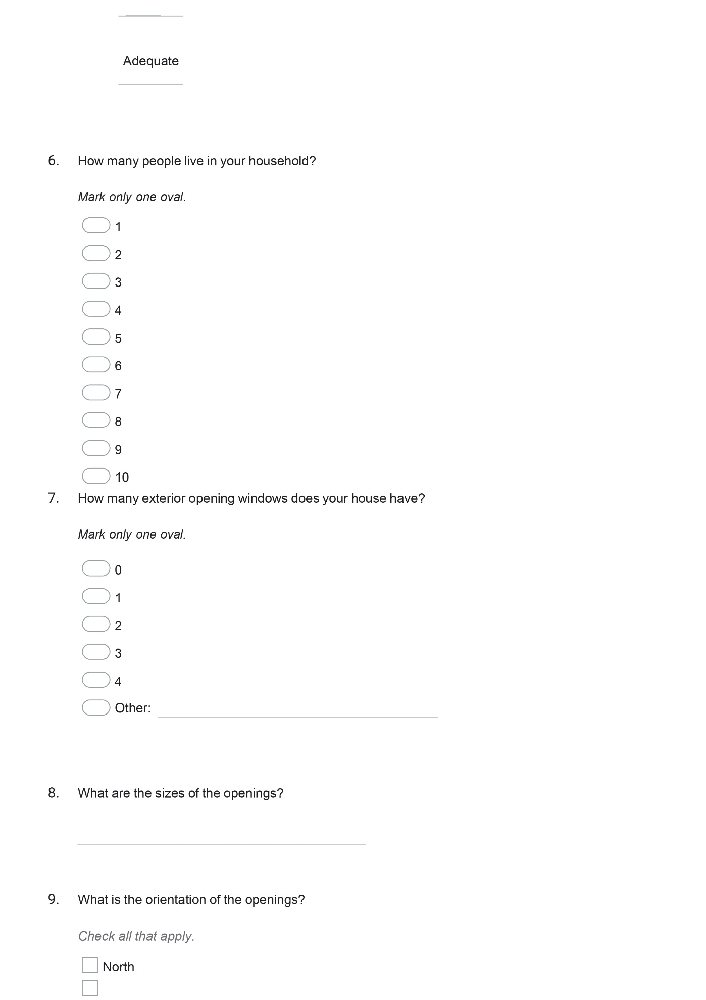 Adequate
6. How many people live in your household?
Mark only one oval.
1
2
3
4
5
6
7
8
9
10
7. How many exterior opening windows does your house have?
Mark only one oval.
0
1
2
3
4
Other:
8. What are the sizes of the openings?
9. What is the orientation of the openings?
Check all that apply.
North